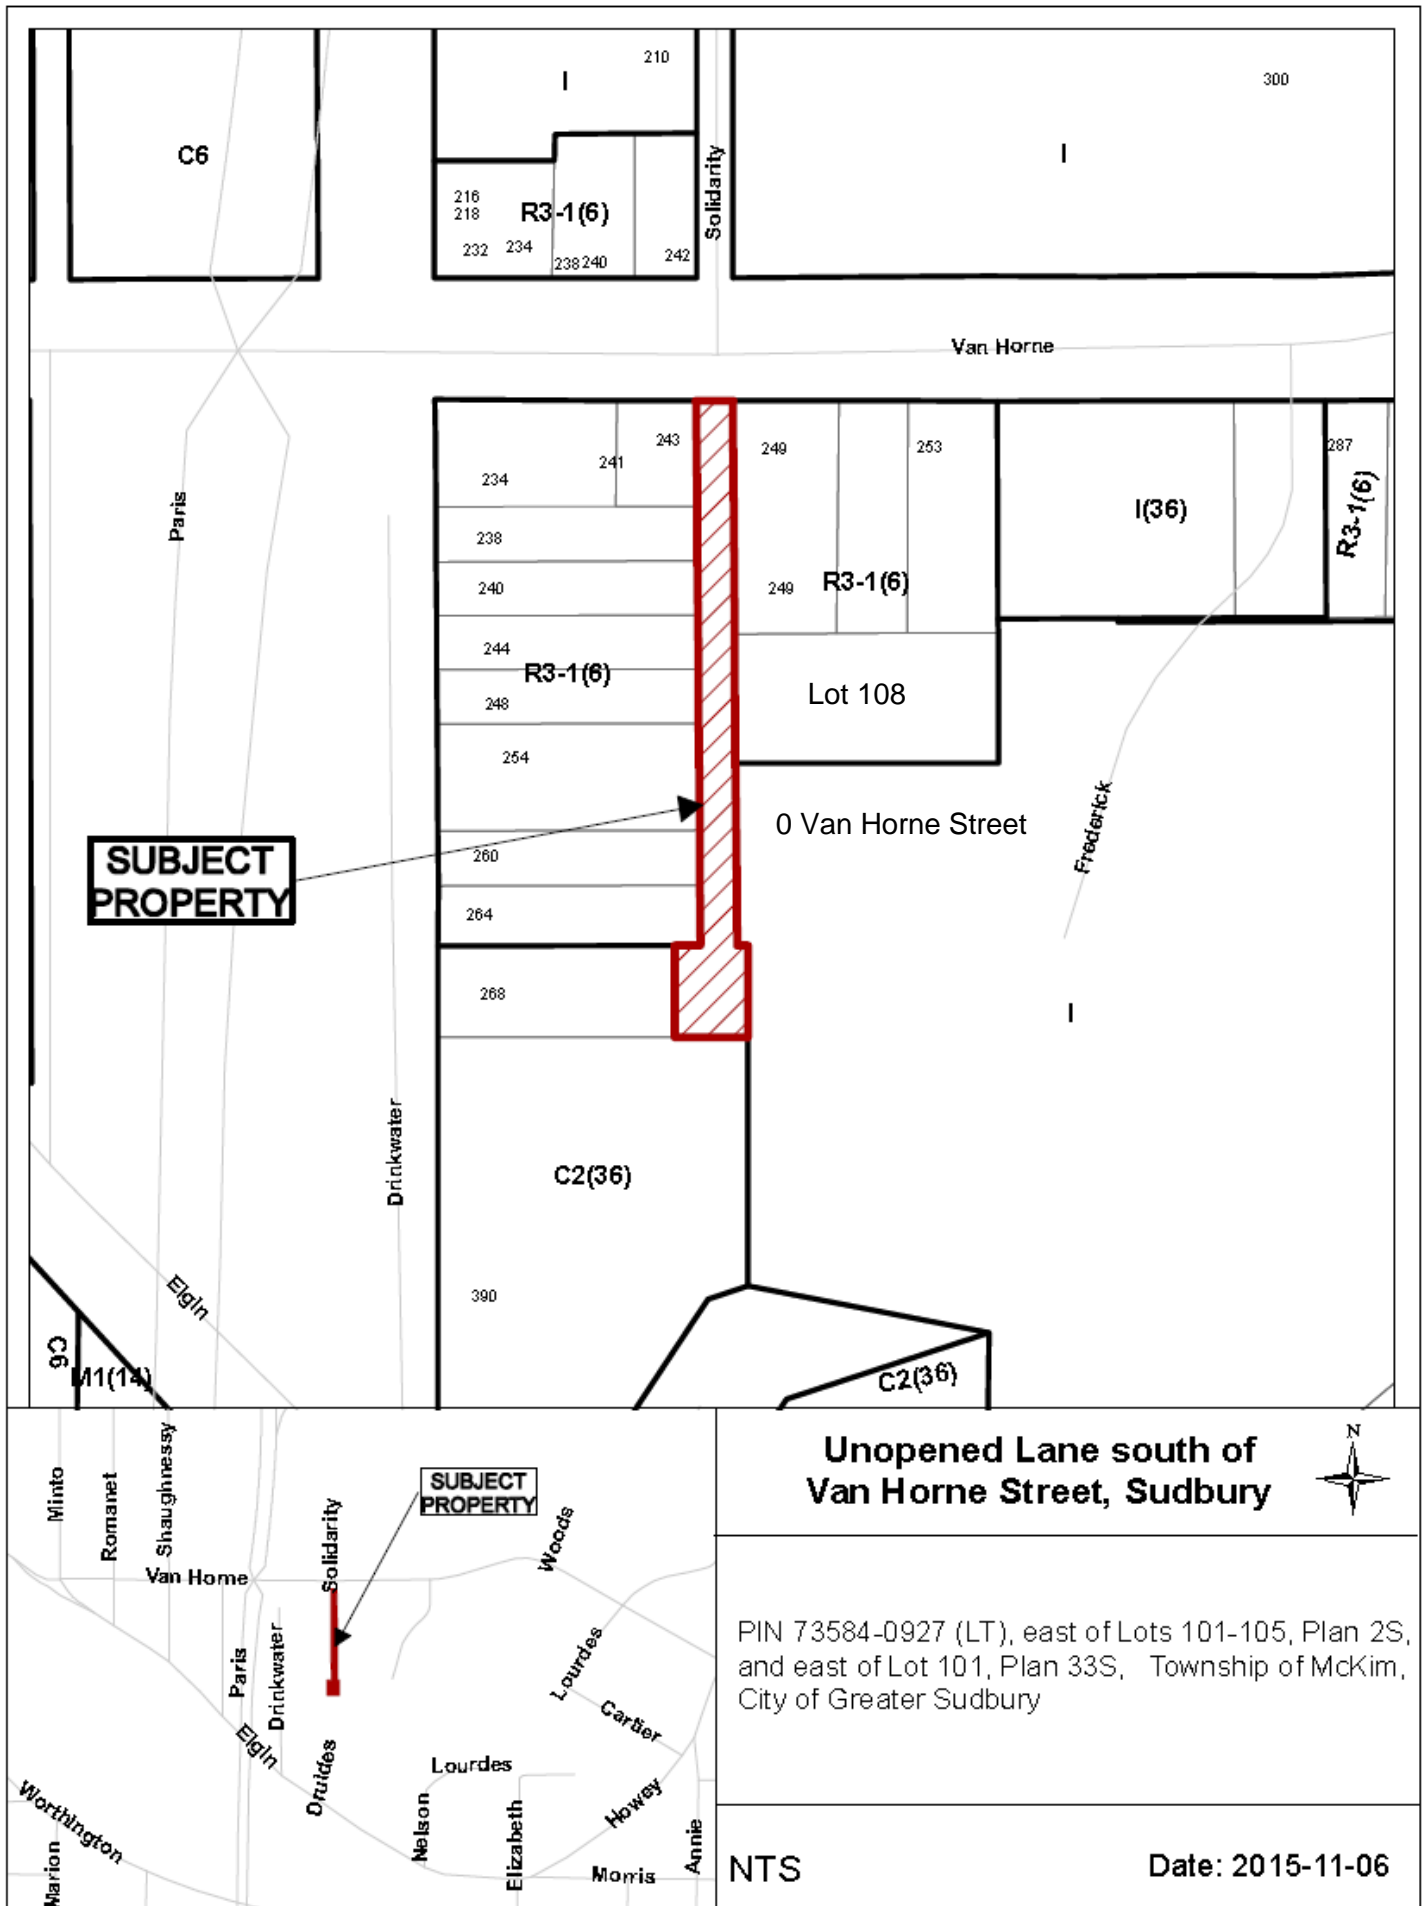 210
I
300
C6
I
Solidarity
216
218
R3-1(6)
232
234
238
240
242
Van Horne
243
249
253
287
241
234
Paris
I(36)
R3-1(6)
238
240
249
R3-1(6)
244
R3-1(6)
248
Lot 108
254
0 Van Horne Street
Frederick
SUBJECT
PROPERTY
260
264
268
I
Drinkwater
C2(36)
Elgin
390
C6
M1(14)
C2(36)
Minto
Romanet
Shaughnessy
SUBJECT
PROPERTY
Solidarity
Woods
Van Horne
Paris
Drinkwater
Lourdes
Cartier
Elgin
Druides
Lourdes
Worthington
Nelson
Elizabeth
Howey
Annie
Marion
Morris
Unopened Lane south of
Van Horne Street, Sudbury
N
PIN 73584-0927 (LT), east of Lots 101-105, Plan 2S,
and east of Lot 101, Plan 33S, Township of McKim,
City of Greater Sudbury
NTS
Date: 2015-11-06